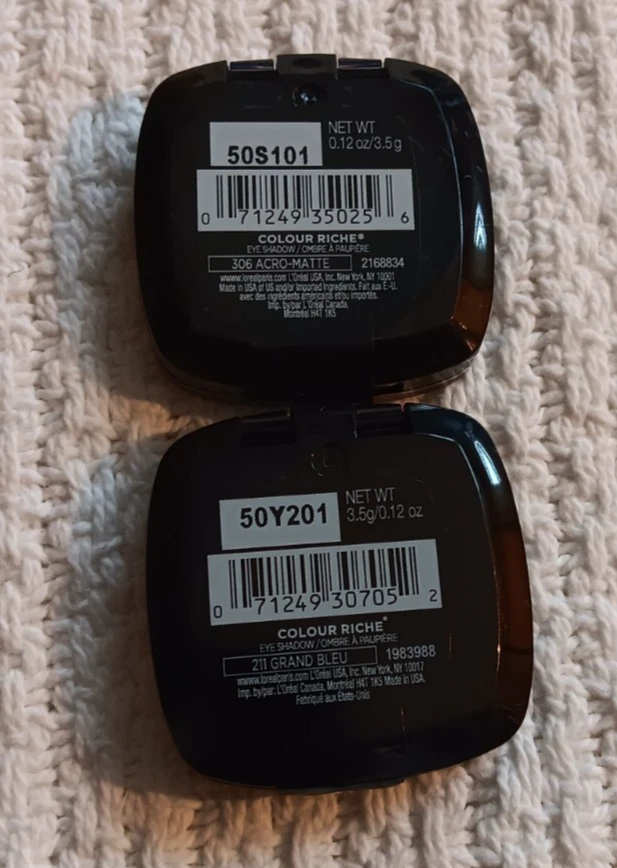 50S101
NET WT
0.12 oz/3.5 g
0 71249 35025 6
COLOUR RICHE®
EYE SHADOW / OMBRE À PAUPIÈRE
306 ACRO-MATTE 2168834
www.lorealparis.com L'Oréal USA, Inc. New York, NY 10001
Made in USA of US and/or Imported Ingredients. Fait aux É.-U.
avec des ingrédients américains et/ou importés.
Imp. by/par L'Oréal Canada,
Montréal H4T 1K5
50Y201
NET WT
3.5g/0.12 oz
0 71249 30705 2
COLOUR RICHE®
EYE SHADOW / OMBRE À PAUPIÈRE
211 GRAND BLEU 1983988
www.lorealparis.com L'Oréal USA, Inc. New York, NY 10017
Imp. by/par: L'Oréal Canada, Montréal H4T 1K5 Made in USA.
Fabriqué aux États-Unis